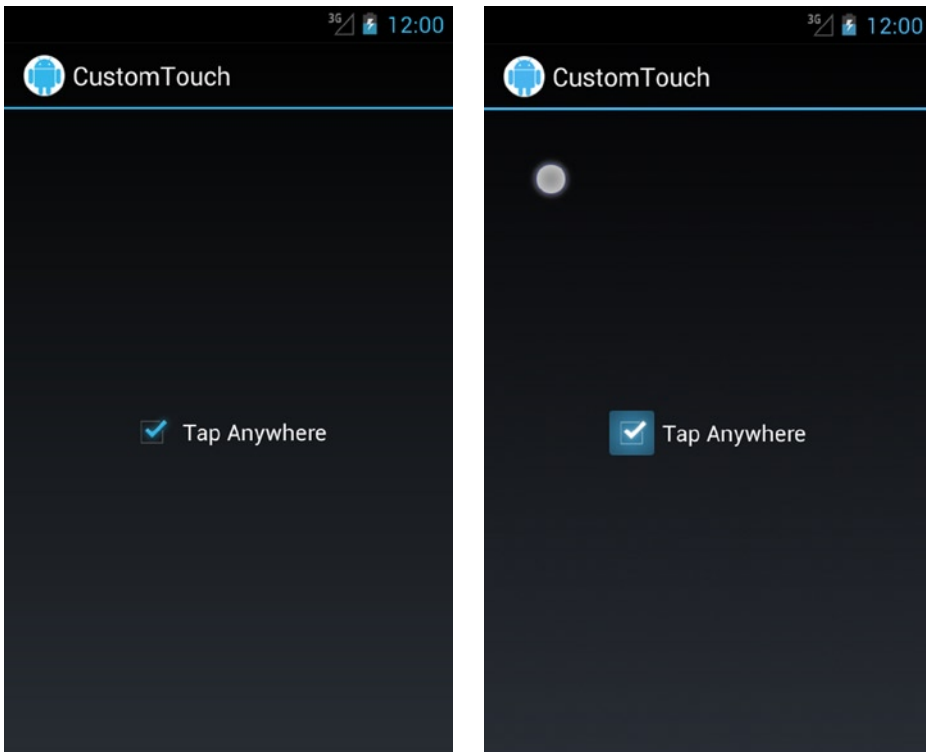 3G 12:00
CustomTouch
Tap Anywhere
3G 12:00
CustomTouch
Tap Anywhere